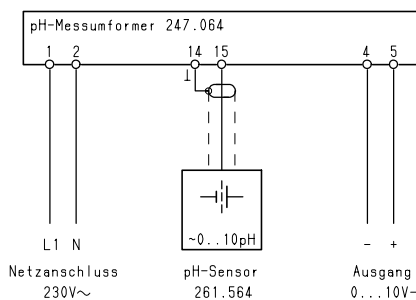 pH-Messumformer 247.064
1 2 14 15 4 5
⊥
~0..10pH
L1 N - +
Netzanschluss pH-Sensor Ausgang
230V~ 261.564 0...10V-